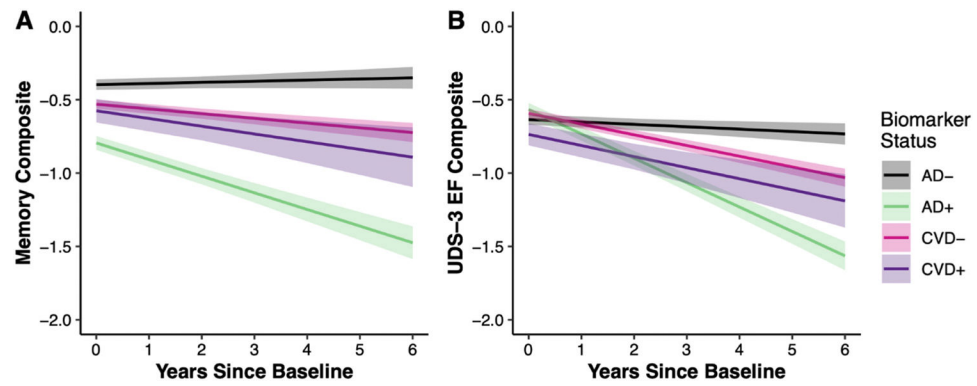 A
Memory Composite
0.0
−0.5
−1.0
−1.5
−2.0
0 1 2 3 4 5 6
Years Since Baseline
B
UDS−3 EF Composite
0.0
−0.5
−1.0
−1.5
−2.0
0 1 2 3 4 5 6
Years Since Baseline
Biomarker
Status
AD−
AD+
CVD−
CVD+